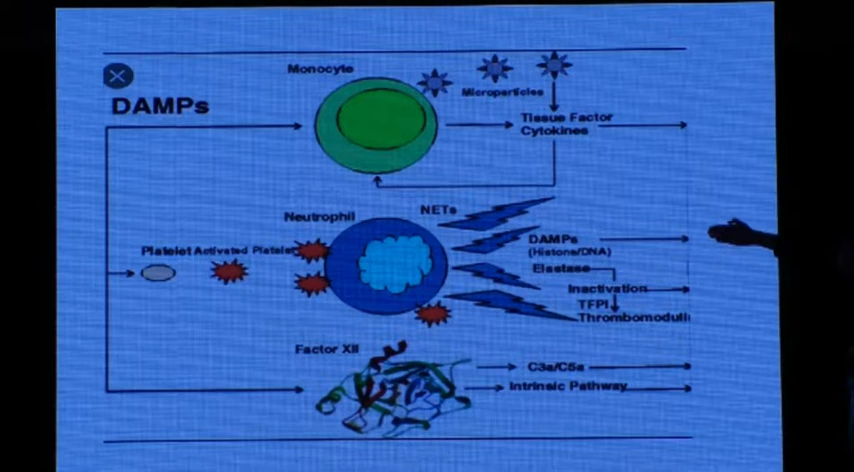 Monocyte
Microparticles
DAMPs
Tissue Factor
Cytokines
Neutrophil
NETs
Platelet Activated Platelet
DAMPs
(Histone/DNA)
Elastase
Inactivation
TFPI
Thrombomoduli
Factor XII
C3a/C5a
Intrinsic Pathway